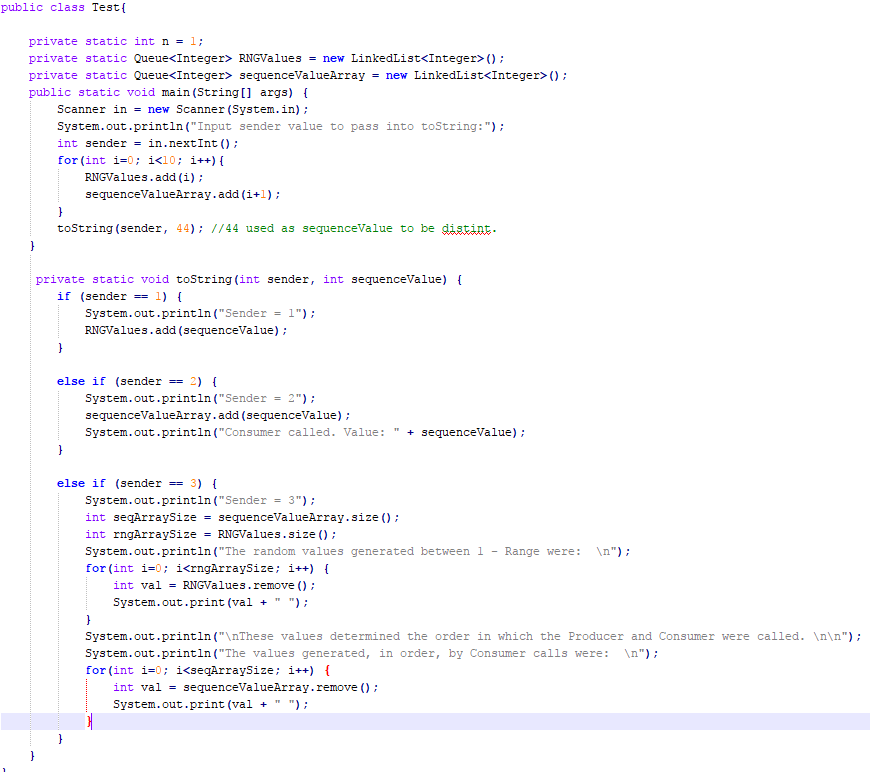 public class Test{
private static int n = 1;
private static Queue<Integer> RNGValues = new LinkedList<Integer>();
private static Queue<Integer> sequenceValueArray = new LinkedList<Integer>();
public static void main(String[] args) {
Scanner in = new Scanner(System.in);
System.out.println("Input sender value to pass into toString:");
int sender = in.nextInt();
for(int i=0; i<10; i++){
RNGValues.add(i);
sequenceValueArray.add(i+1);
}
toString(sender, 44); //44 used as sequenceValue to be distint.
}
private static void toString(int sender, int sequenceValue) {
if (sender == 1) {
System.out.println("Sender = 1");
RNGValues.add(sequenceValue);
}
else if (sender == 2) {
System.out.println("Sender = 2");
sequenceValueArray.add(sequenceValue);
System.out.println("Consumer called. Value: " + sequenceValue);
}
else if (sender == 3) {
System.out.println("Sender = 3");
int seqArraySize = sequenceValueArray.size();
int rngArraySize = RNGValues.size();
System.out.println("The random values generated between 1 - Range were:  \n");
for(int i=0; i<rngArraySize; i++) {
int val = RNGValues.remove();
System.out.print(val + " ");
}
System.out.println("\nThese values determined the order in which the Producer and Consumer were called. \n\n");
System.out.println("The values generated, in order, by Consumer calls were:  \n");
for(int i=0; i<seqArraySize; i++) {
int val = sequenceValueArray.remove();
System.out.print(val + " ");
}
}
}
}